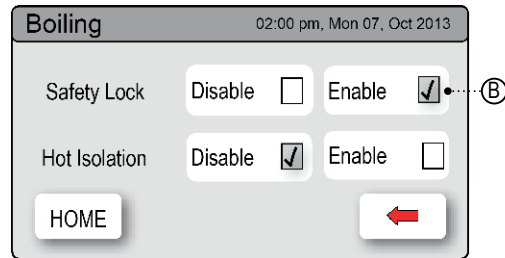 Boiling 02:00 pm, Mon 07, Oct 2013
Safety Lock Disable Enable B
Hot Isolation Disable Enable
HOME